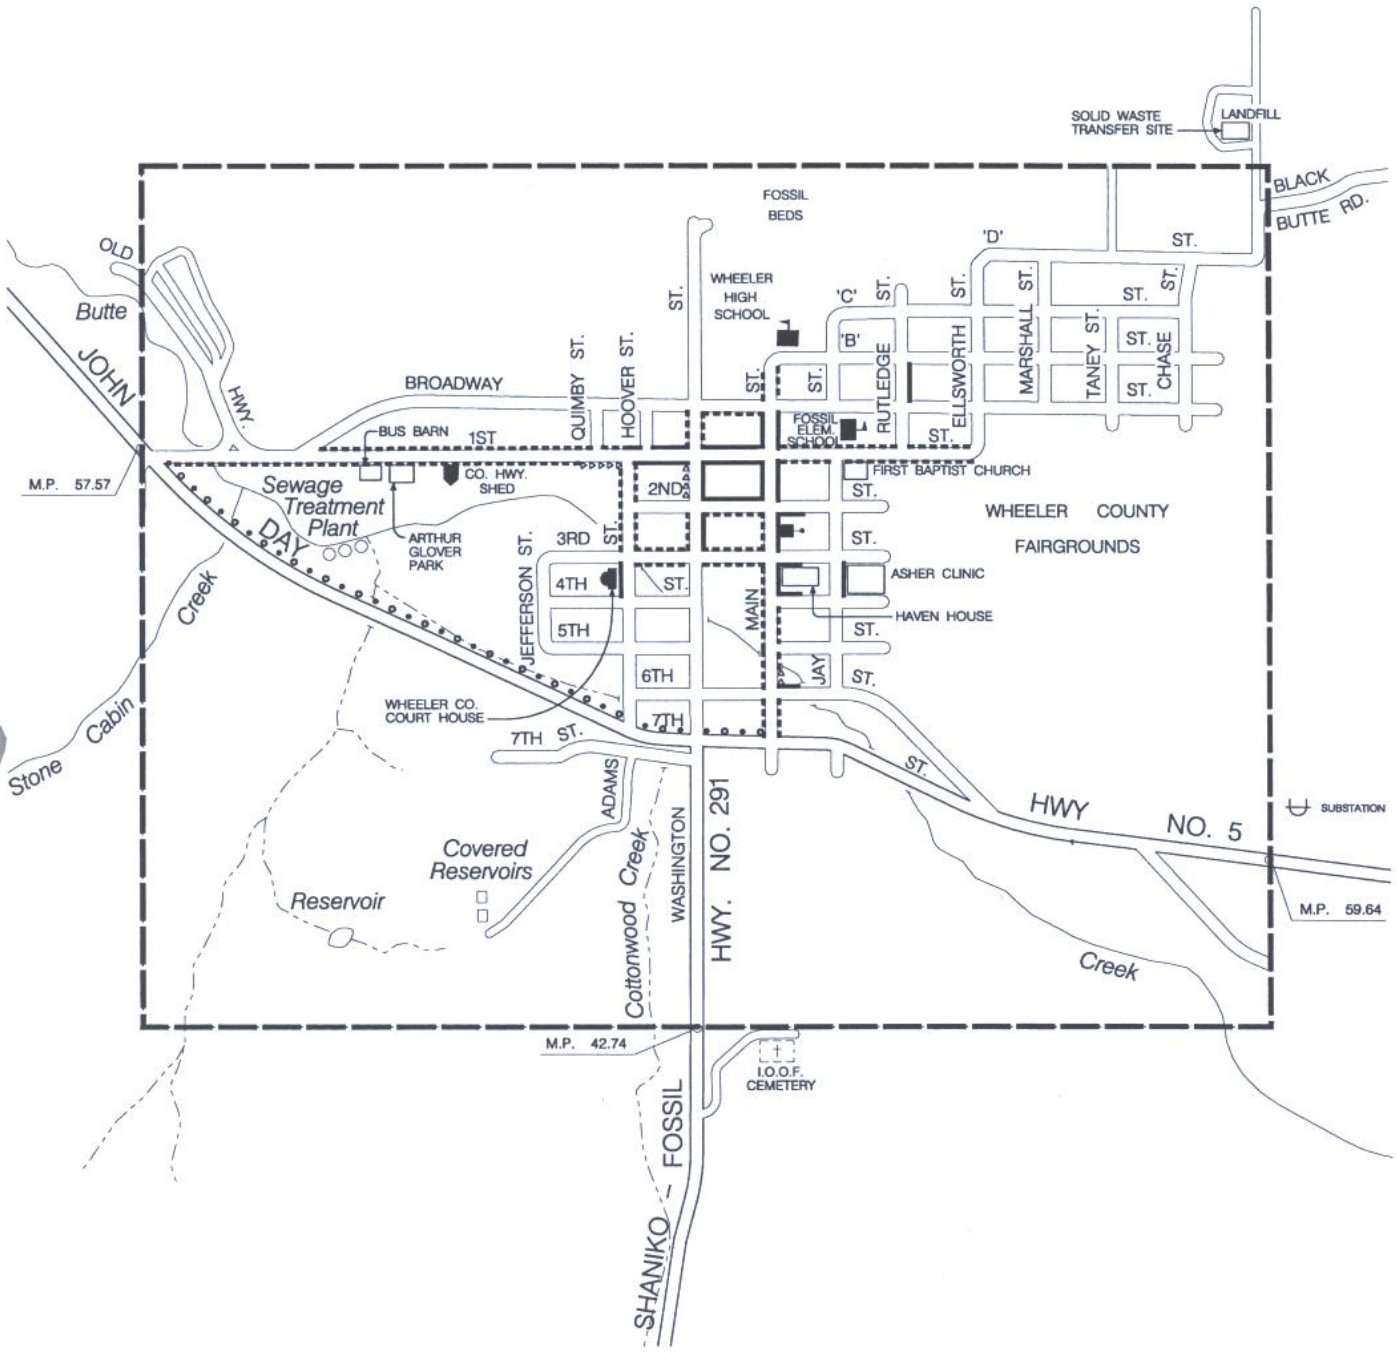 SOLID WASTE
TRANSFER SITE
LANDFILL
BLACK
BUTTE RD.
FOSSIL
BEDS
OLD
HWY.
Butte
Creek
'D'
ST.
WHEELER
HIGH
SCHOOL
ST.
'C'
ST.
ST.
ST.
ST.
ST.
'B'
ST.
ST.
ST.
ST.
QUIMBY ST.
HOOVER ST.
RUTLEDGE
ELLSWORTH
MARSHALL
TANEY ST.
CHASE
JOHN
DAY
BROADWAY
FOSSIL
ELEM.
SCHOOL
ST.
1ST
BUS BARN
M.P. 57.57
CO. HWY.
SHED
FIRST BAPTIST CHURCH
2ND
ST.
Sewage
Treatment
Plant
WHEELER COUNTY
FAIRGROUNDS
ARTHUR
GLOVER
PARK
JEFFERSON ST.
3RD
ST.
ST.
4TH
ST.
ASHER CLINIC
MAIN
HAVEN HOUSE
5TH
ST.
JAY
6TH
ST.
WHEELER CO.
COURT HOUSE
7TH
7TH ST.
ST.
Cabin
Stone
ADAMS
HWY NO. 5
SUBSTATION
WASHINGTON
HWY. NO. 291
Covered
Reservoirs
Cottonwood Creek
Reservoir
M.P. 59.64
Creek
M.P. 42.74
I.O.O.F.
CEMETERY
SHANIKO - FOSSIL